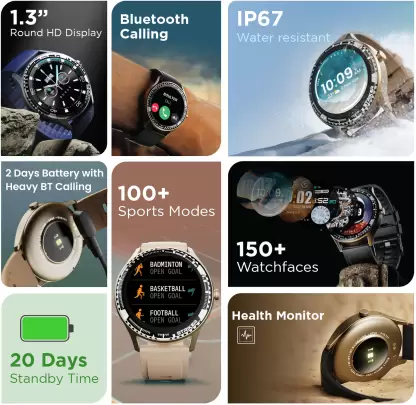 1.3”
Round HD Display
Bluetooth
Calling
IP67
Water resistant
10:09
2 Days Battery with
Heavy BT Calling
100+
Sports Modes
BADMINTON
OPEN GOAL
BASKETBALL
OPEN GOAL
FOOTBALL
OPEN GOAL
150+
Watchfaces
20 Days
Standby Time
Health Monitor